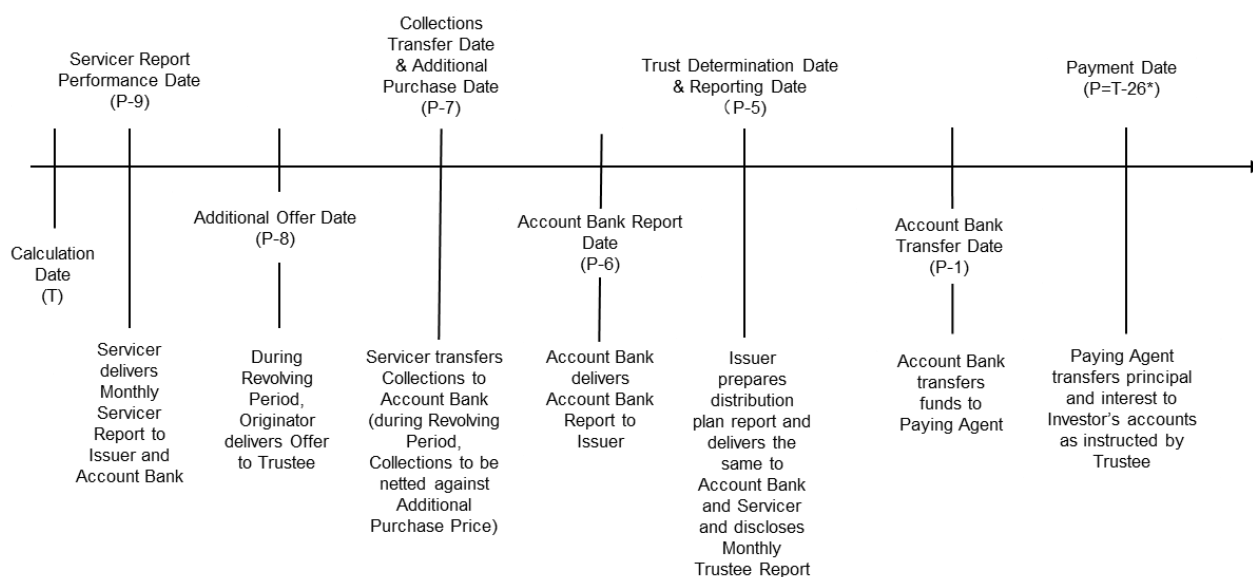 Servicer Report
Performance Date
(P-9)
Collections
Transfer Date
& Additional
Purchase Date
(P-7)
Trust Determination Date
& Reporting Date
（P-5)
Payment Date
(P=T-26*)
Calculation
Date
(T)
Additional Offer Date
(P-8)
Account Bank Report
Date
(P-6)
Account Bank
Transfer Date
(P-1)
Servicer
delivers
Monthly
Servicer
Report to
Issuer and
Account Bank
During
Revolving
Period,
Originator
delivers Offer
to Trustee
Servicer transfers
Collections to
Account Bank
(during Revolving
Period,
Collections to be
netted against
Additional
Purchase Price)
Account Bank
delivers
Account Bank
Report to
Issuer
Issuer
prepares
distribution
plan report and
delivers the
same to
Account Bank
and Servicer
and discloses
Monthly
Trustee Report
Account Bank
transfers
funds to
Paying Agent
Paying Agent
transfers principal
and interest to
Investor’s accounts
as instructed by
Trustee